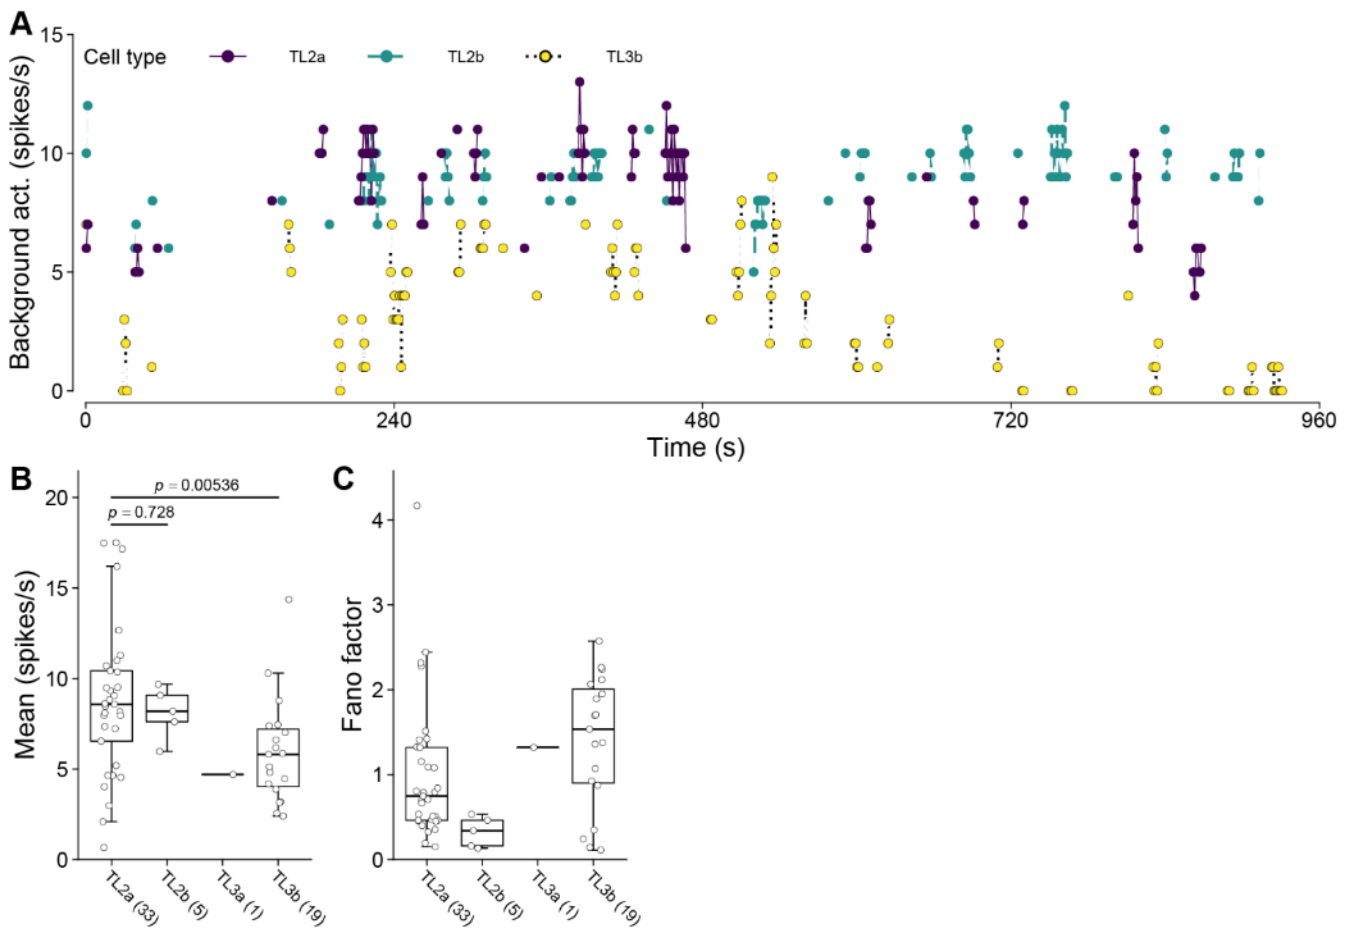 A
Cell type TL2a TL2b TL3b
Background act. (spikes/s)
15
10
5
0
0 240 480 720 960
Time (s)
B
Mean (spikes/s)
20
15
10
5
0
p = 0.00536
p = 0.728
TL2a (33) TL2b (5) TL3a (1) TL3b (19)
C
Fano factor
4
3
2
1
0
TL2a (33) TL2b (5) TL3a (1) TL3b (19)